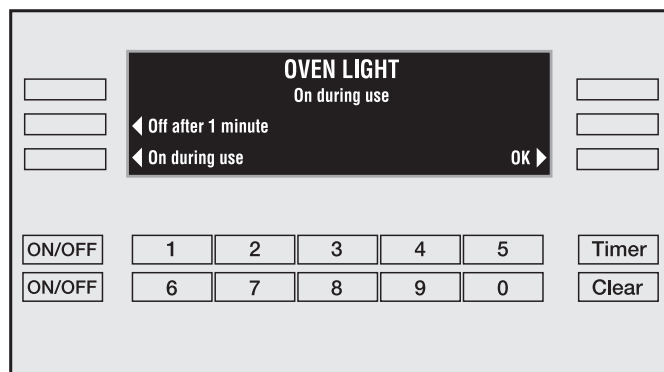 OVEN LIGHT
On during use
Off after 1 minute
On during use OK
ON/OFF 1 2 3 4 5 Timer
ON/OFF 6 7 8 9 0 Clear